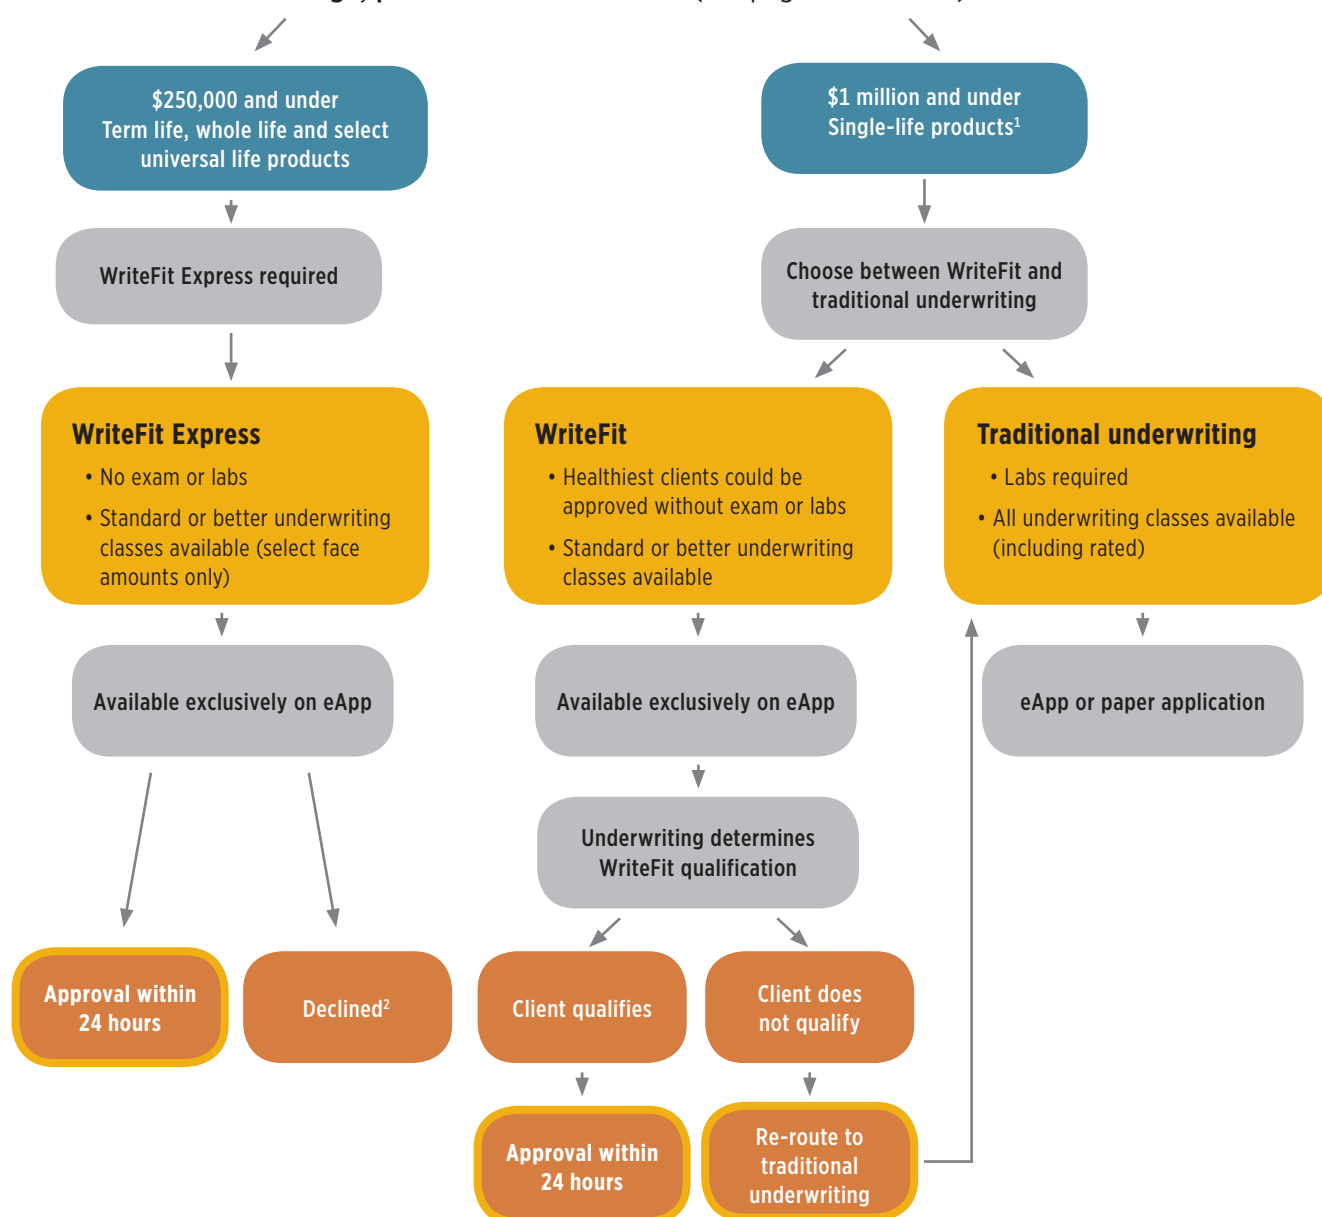 $250,000 and under
Term life, whole life and select
universal life products
$1 million and under
Single-life products1
WriteFit Express required
Choose between WriteFit and
traditional underwriting
WriteFit Express
• No exam or labs
• Standard or better underwriting
classes available (select face
amounts only)
WriteFit
• Healthiest clients could be
approved without exam or labs
• Standard or better underwriting
classes available
Traditional underwriting
• Labs required
• All underwriting classes available
(including rated)
Available exclusively on eApp
Available exclusively on eApp
eApp or paper application
Underwriting determines
WriteFit qualification
Approval within
24 hours
Declined2
Client qualifies
Client does
not qualify
Approval within
24 hours
Re-route to
traditional
underwriting